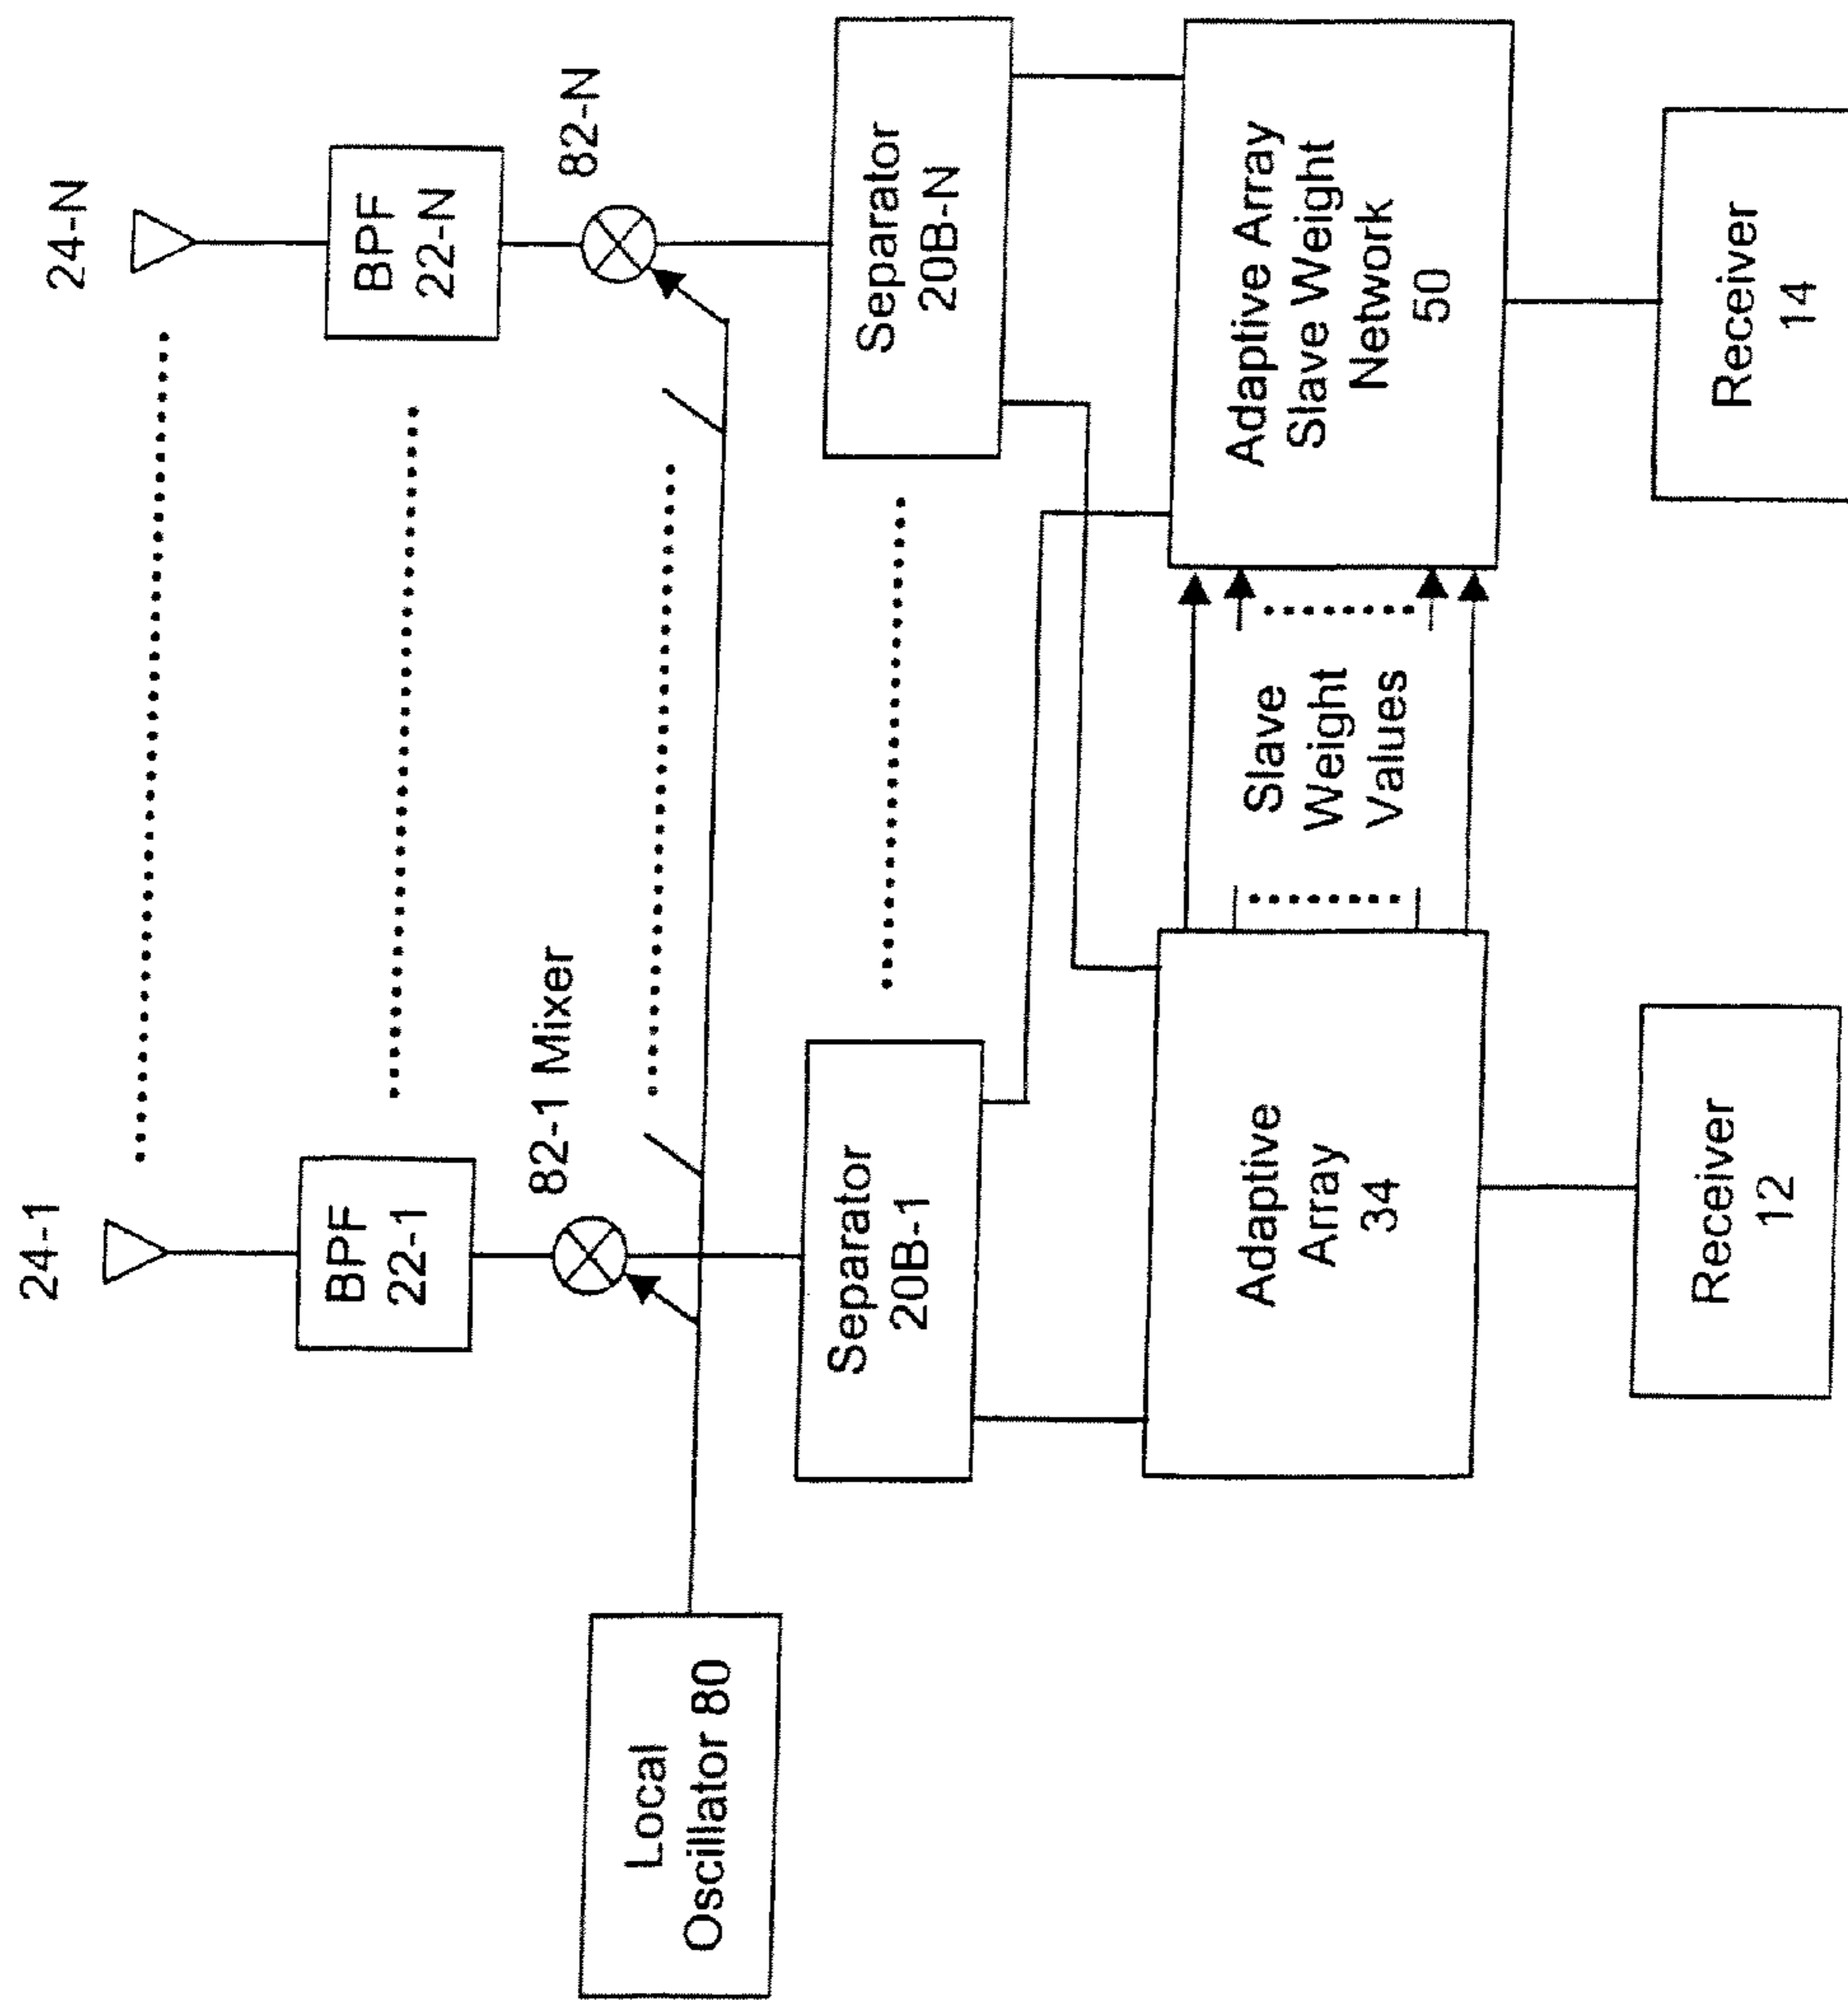 24-1
24-N
BPF
22-1
BPF
22-N
82-1 Mixer
82-N
Local
Oscillator 80
Separator
20B-1
Separator
20B-N
Adaptive
Array
34
Slave
Weight
Values
Adaptive Array
Slave Weight
Network
50
Receiver
12
Receiver
14